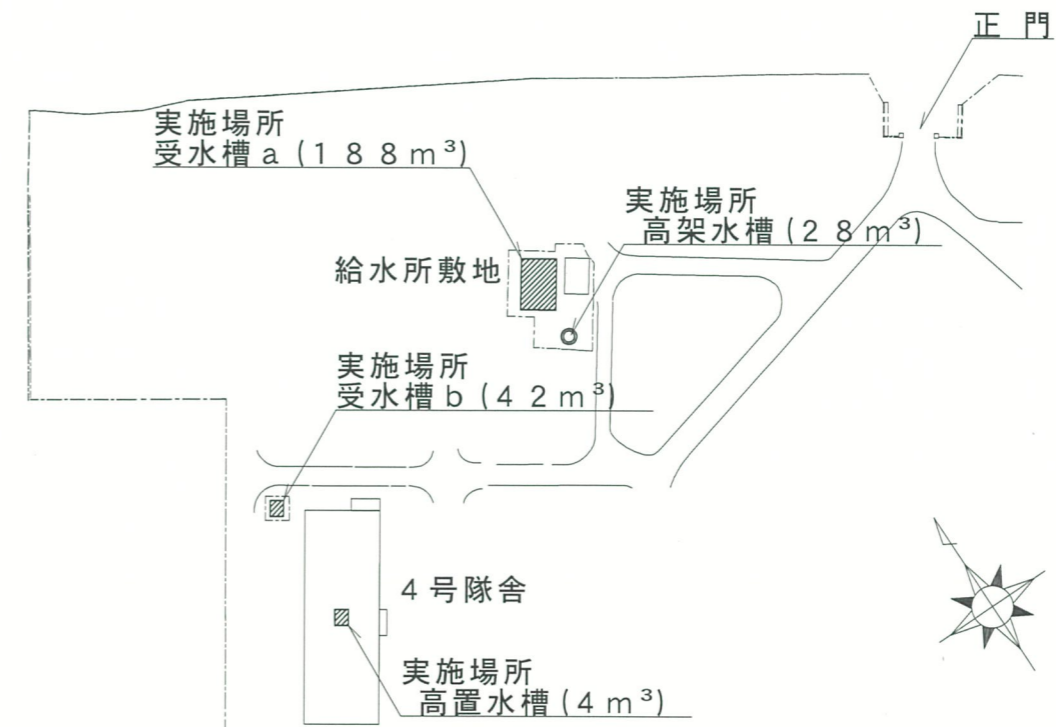 正門
実施場所
受水槽a(188m³)
実施場所
高架水槽(28m³)
給水所敷地
実施場所
受水槽b(42m³)
4号隊舎
実施場所
高置水槽(4m³)